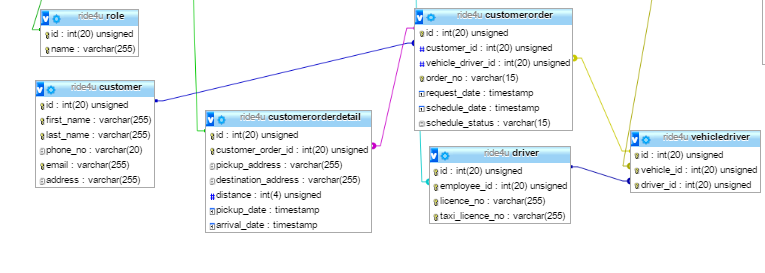 ride4u role
id : int(20) unsigned
name : varchar(255)
ride4u customer
id : int(20) unsigned
first_name : varchar(255)
last_name : varchar(255)
phone_no : varchar(20)
email : varchar(255)
address : varchar(255)
ride4u customerorderdetail
id : int(20) unsigned
customer_order_id : int(20) unsigned
pickup_address : varchar(255)
destination_address : varchar(255)
# distance : int(4) unsigned
pickup_date : timestamp
arrival_date : timestamp
ride4u customerorder
id : int(20) unsigned
# customer_id : int(20) unsigned
# vehicle_driver_id : int(20) unsigned
order_no : varchar(15)
request_date : timestamp
schedule_date : timestamp
schedule_status : varchar(15)
ride4u driver
id : int(20) unsigned
employee_id : int(20) unsigned
licence_no : varchar(255)
taxi_licence_no : varchar(255)
ride4u vehicledriver
id : int(20) unsigned
vehicle_id : int(20) unsigned
driver_id : int(20) unsigned